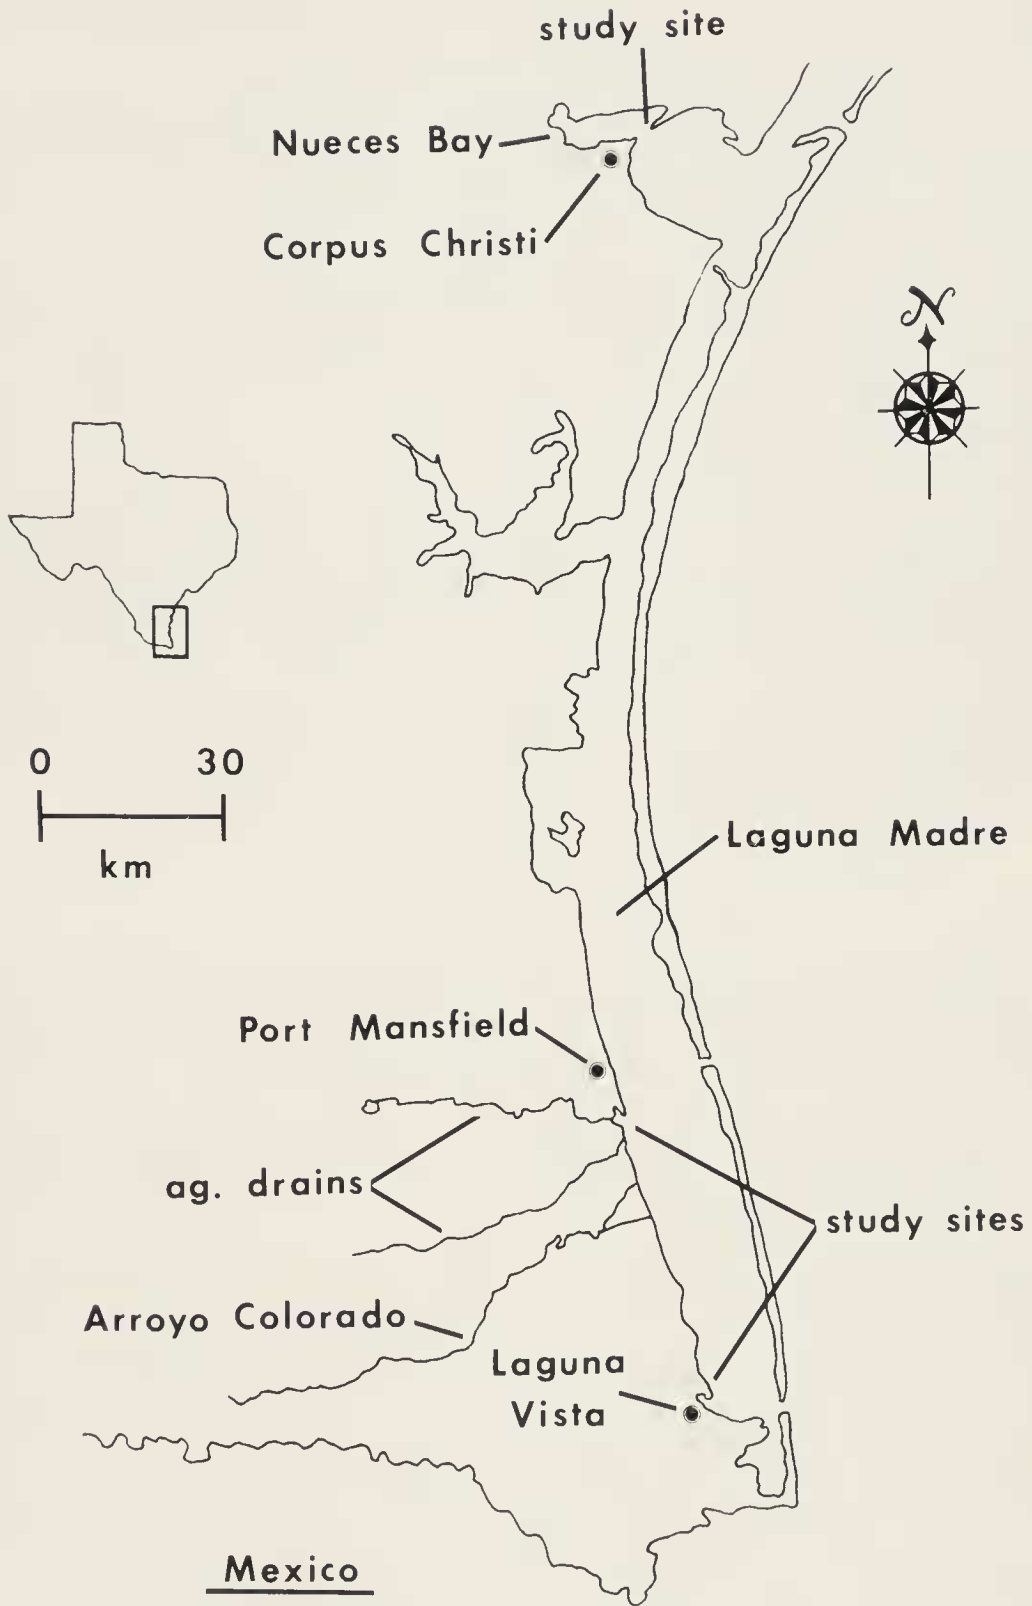 study site
Nueces Bay
Corpus Christi
N
0 30
km
Laguna Madre
Port Mansfield
ag. drains
study sites
Arroyo Colorado
Laguna
Vista
Mexico